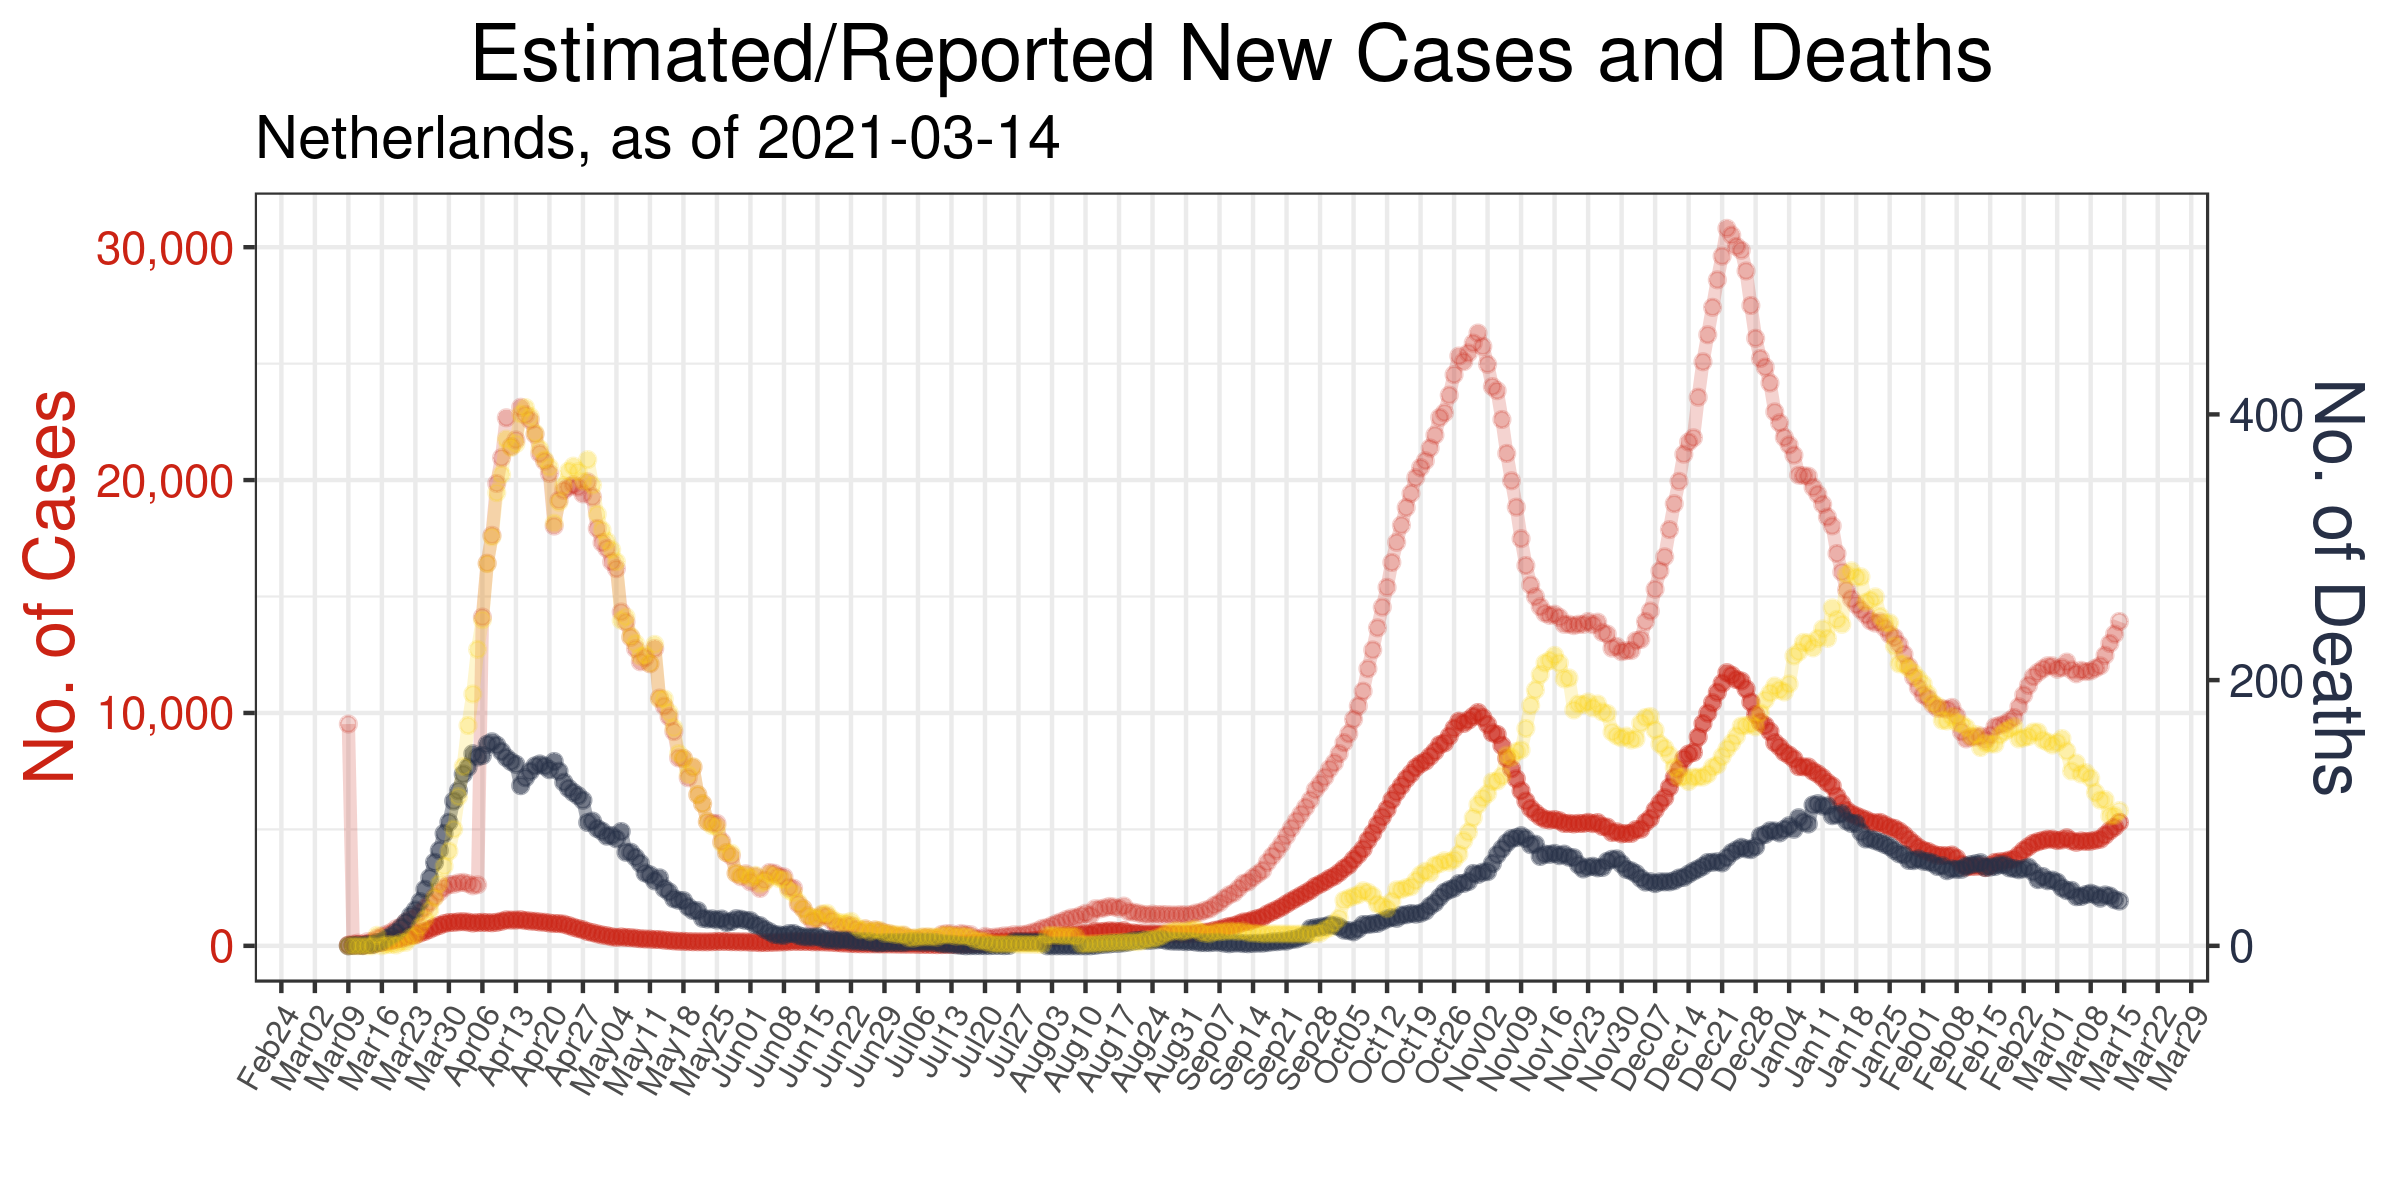 Estimated/Reported New Cases and Deaths
Netherlands, as of 2021-03-14
No. of Cases
30,000
20,000
10,000
0
No. of Deaths
400
200
0
Feb24
Mar02
Mar09
Mar16
Mar23
Mar30
Apr06
Apr13
Apr20
Apr27
May04
May11
May18
May25
Jun01
Jun08
Jun15
Jun22
Jun29
Jul06
Jul13
Jul20
Jul27
Aug03
Aug10
Aug17
Aug24
Aug31
Sep07
Sep14
Sep21
Sep28
Oct05
Oct12
Oct19
Oct26
Nov02
Nov09
Nov16
Nov23
Nov30
Dec07
Dec14
Dec21
Dec28
Jan04
Jan11
Jan18
Jan25
Feb01
Feb08
Feb15
Feb22
Mar01
Mar08
Mar15
Mar22
Mar29